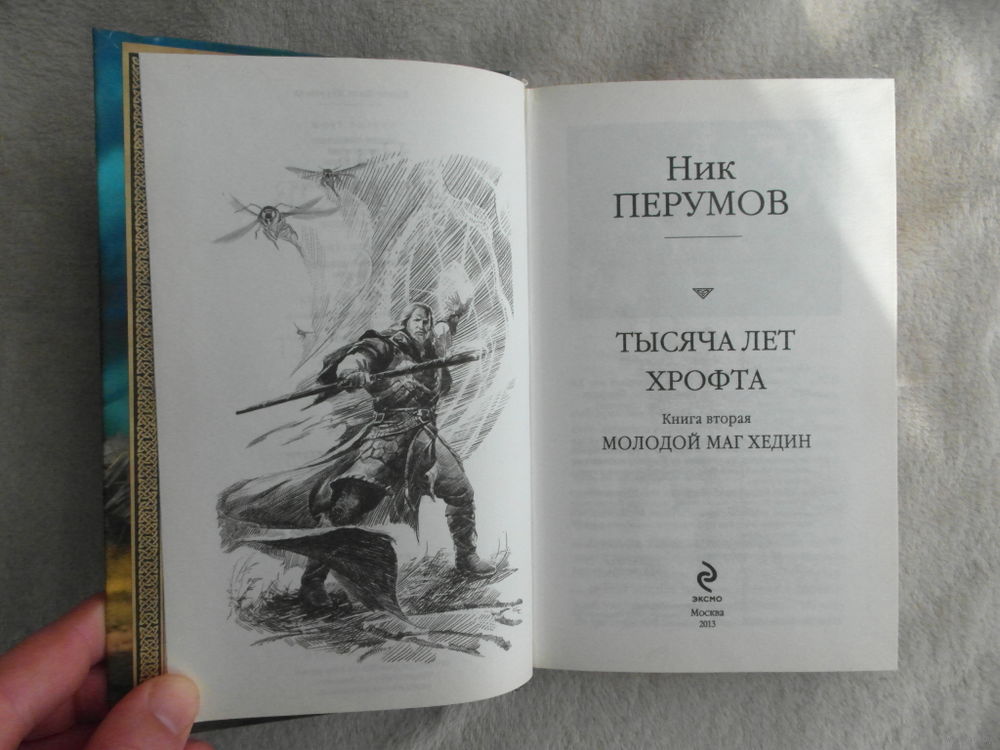 Ник
ПЕРУМОВ
ТЫСЯЧА ЛЕТ
ХРОФТА
Книга вторая
МОЛОДОЙ МАГ ХЕДИН
ЭКСМО
Москва
2013